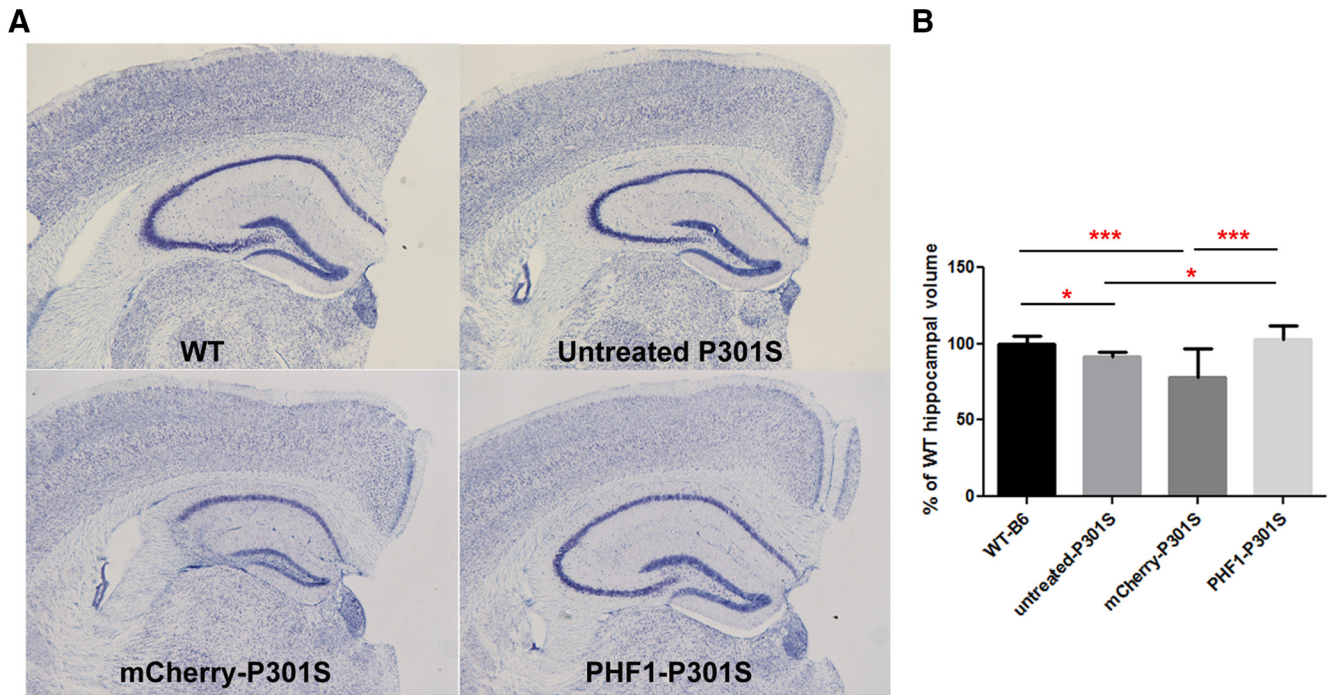 A
B
WT
Untreated P301S
mCherry-P301S
PHF1-P301S
% of WT hippocampal volume
150
100
50
0
***
***
*
*
WT-B6
untreated-P301S
mCherry-P301S
PHF1-P301S